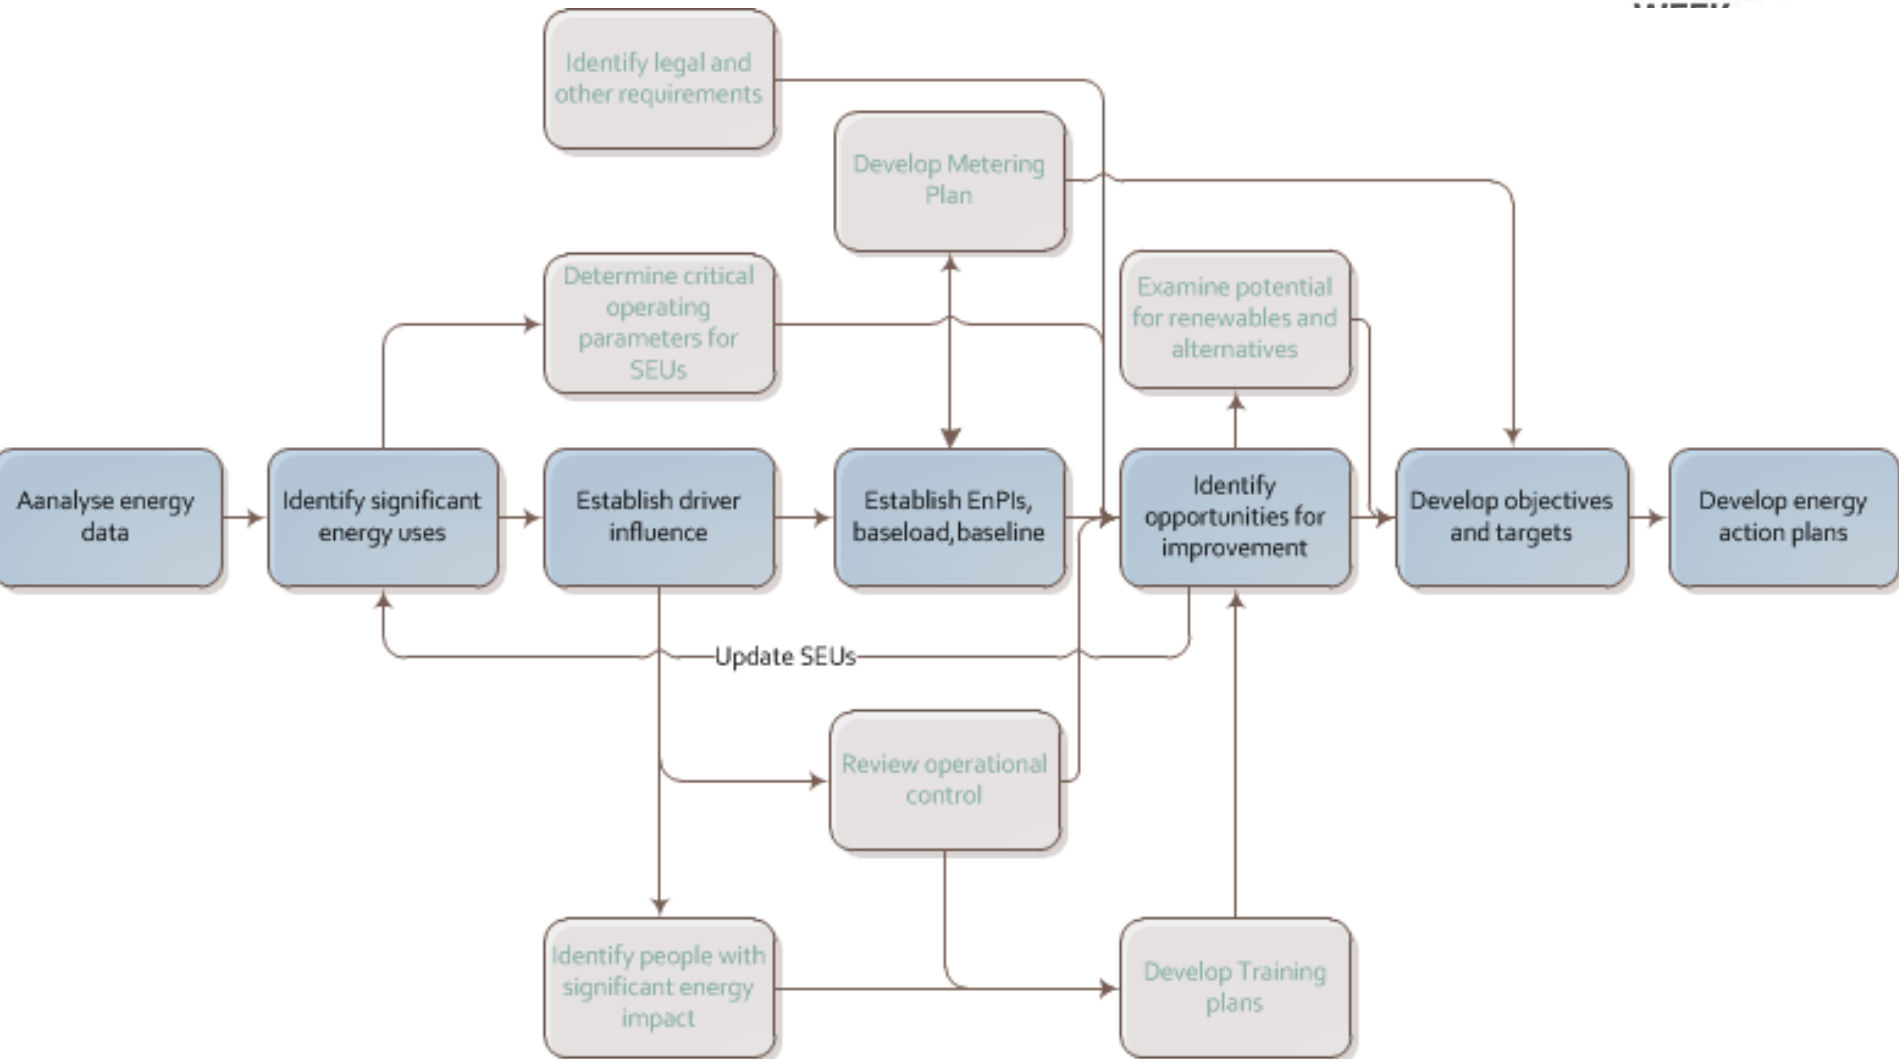 Identify legal and
other requirements
Develop Metering
Plan
Determine critical
operating
parameters for
SEUs
Examine potential
for renewables and
alternatives
Aanalyse energy
data
Identify significant
energy uses
Establish driver
influence
Establish EnPIs,
baseload, baseline
Identify
opportunities for
improvement
Develop objectives
and targets
Develop energy
action plans
Update SEUs
Review operational
control
Identify people with
significant energy
impact
Develop Training
plans